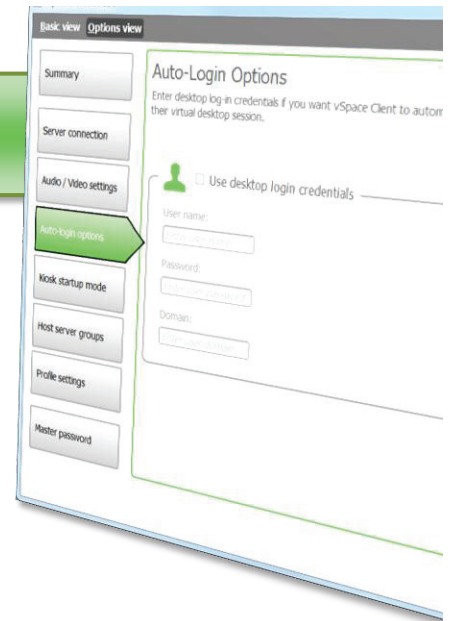 Basic view Options view
Summary
Server connection
Audio / Video settings
Auto-login options
Kiosk startup mode
Host server groups
Profile settings
Master password
Auto-Login Options
Enter desktop log-in credentials if you want vSpace Client to autom
their virtual desktop session.
Use desktop login credentials
User name:
Password:
Domain: